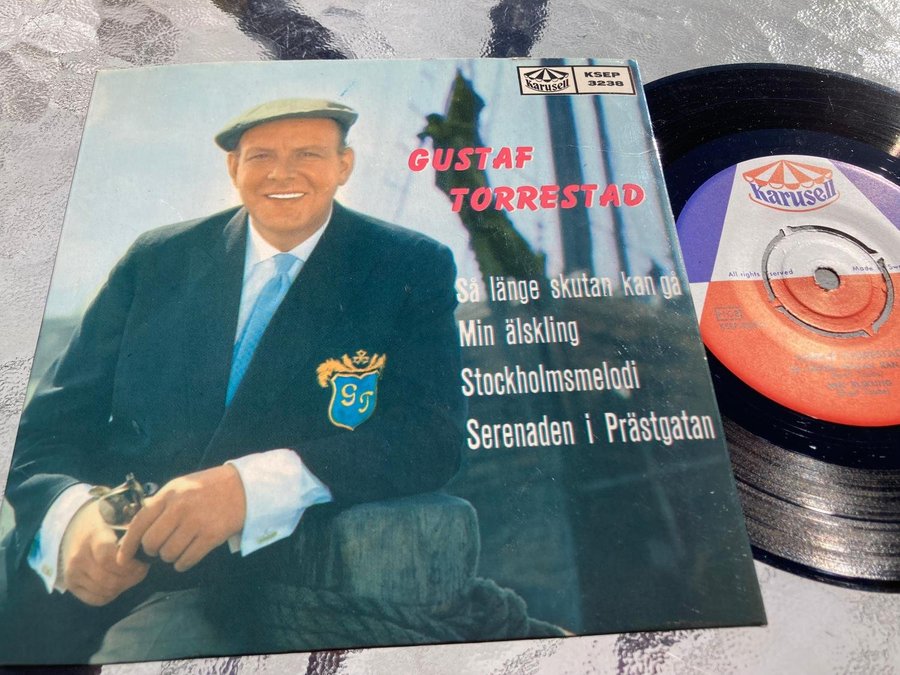 Karusell
KSEP
3238
GUSTAF
TORRESTAD
Så länge skutan kan gå
Min älskling
Stockholmsmelodi
Serenaden i Prästgatan
GT
Karusell
All rights reserved
Made